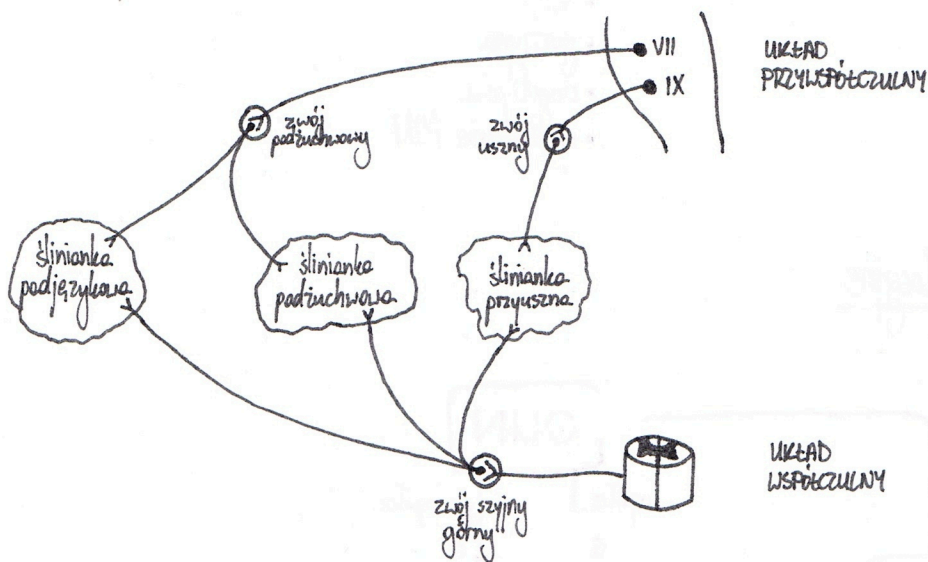 VII
IX
UKŁAD
PRZYWSPÓŁCZULNY
zwój
podżuchwowy
zwój
uszny
ślinianka
podjęzykowa
ślinianka
podżuchwowa
ślinianka
przyuszna
UKŁAD
WSPÓŁCZULNY
zwój szyjny
górny